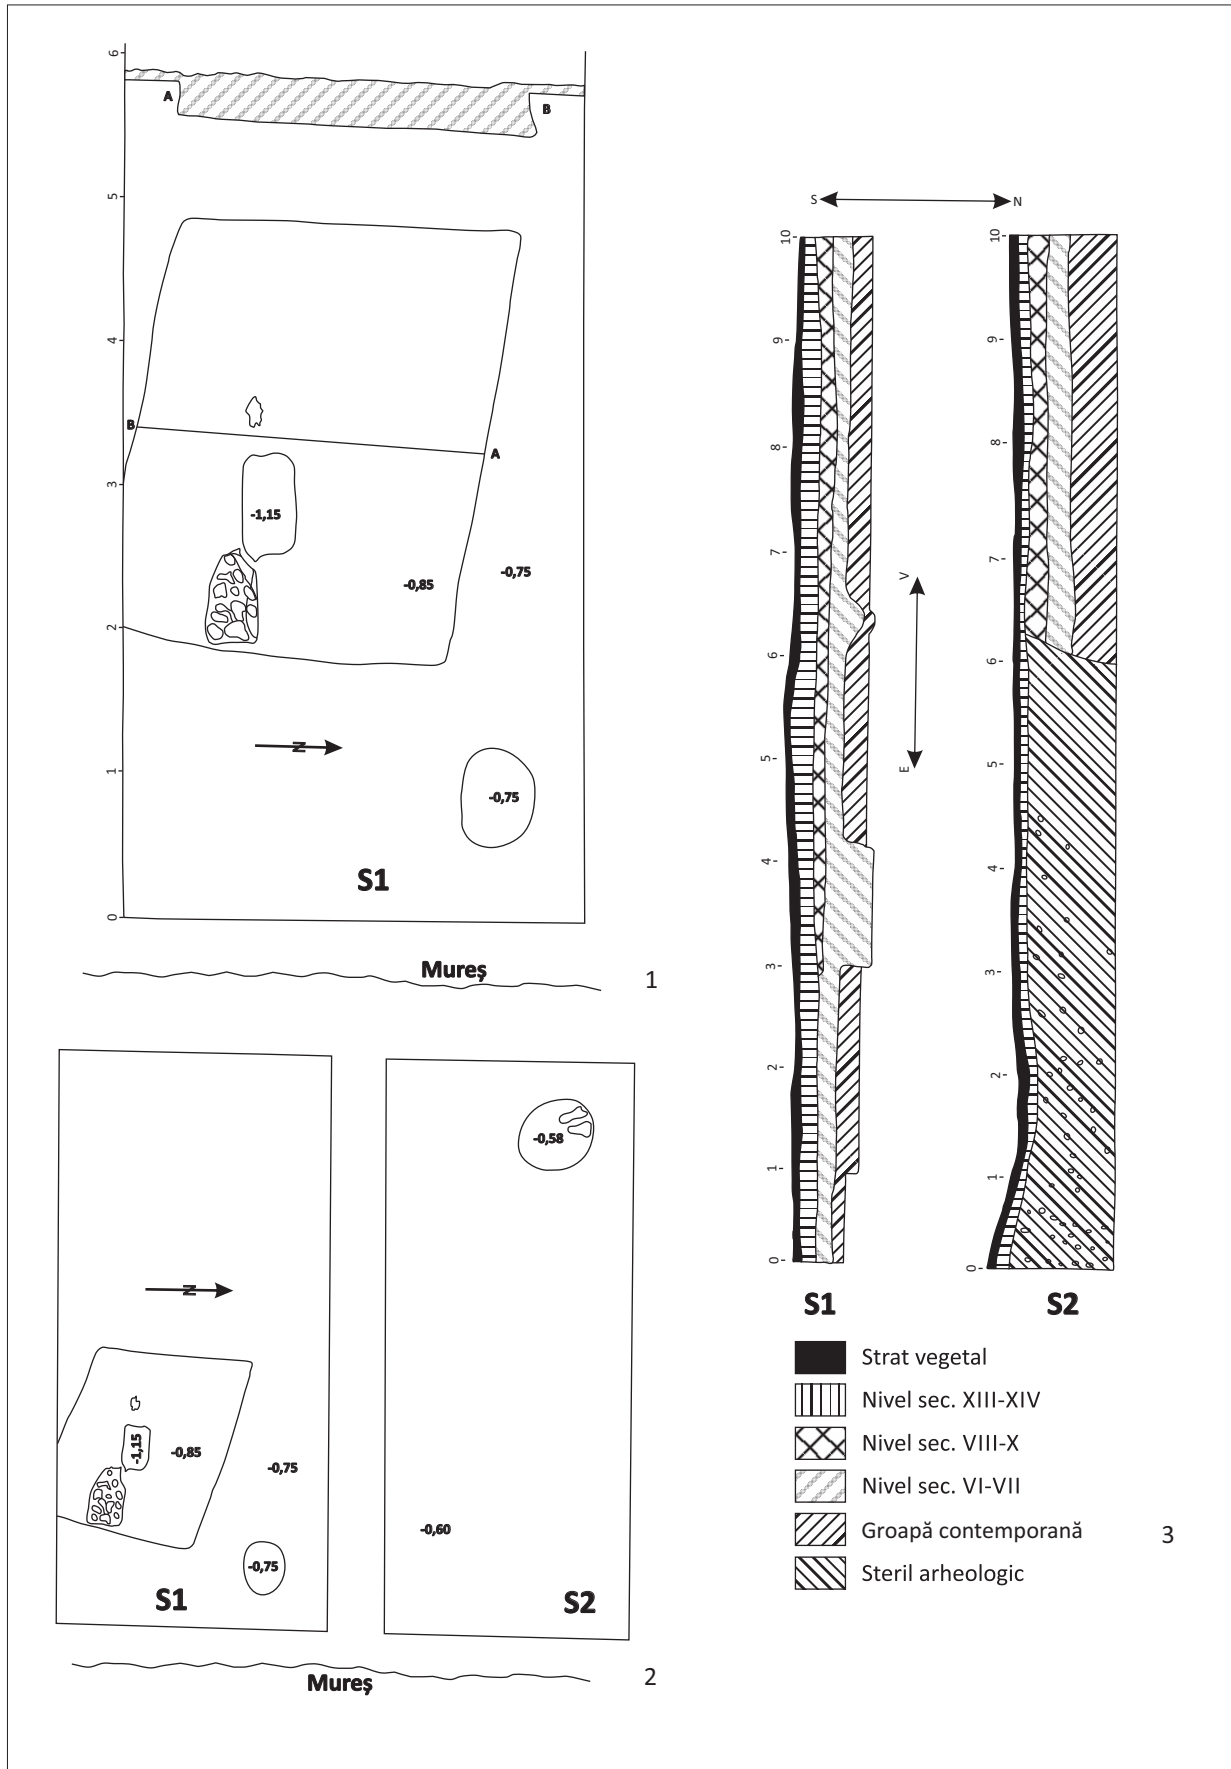 6
5
4
3
2
1
0
A
B
B
A
-1,15
-0,85
-0,75
N
-0,75
S1
Mureș
1
N
-1,15
-0,85
-0,75
-0,75
S1
-0,58
-0,60
S2
Mureș
2
S N
10
9
8
7
6
5
4
3
2
1
0
V
E
10
9
8
7
6
5
4
3
2
1
0
S1
S2
Strat vegetal
Nivel sec. XIII-XIV
Nivel sec. VIII-X
Nivel sec. VI-VII
Groapă contemporană
Steril arheologic
3